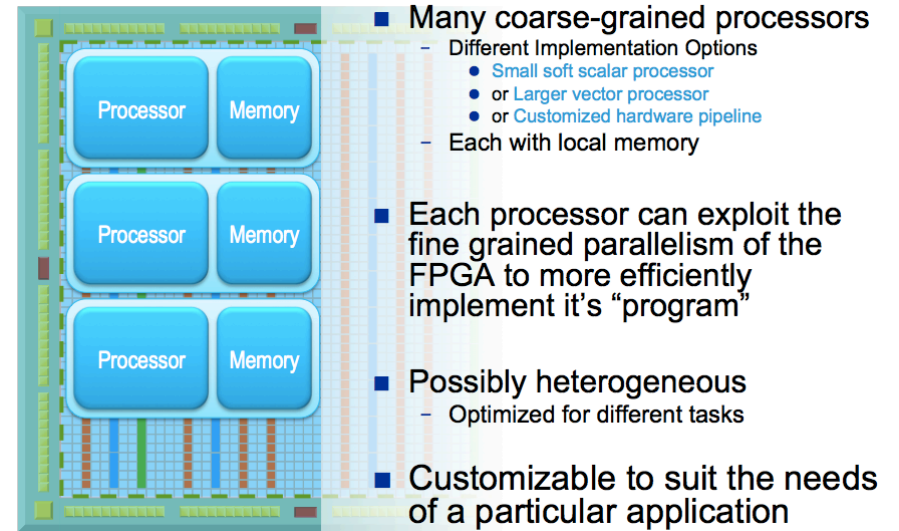 Processor Memory
Processor Memory
Processor Memory
Many coarse-grained processors
– Different Implementation Options
● Small soft scalar processor
● or Larger vector processor
● or Customized hardware pipeline
– Each with local memory
Each processor can exploit the
fine grained parallelism of the
FPGA to more efficiently
implement it's “program”
Possibly heterogeneous
– Optimized for different tasks
Customizable to suit the needs
of a particular application